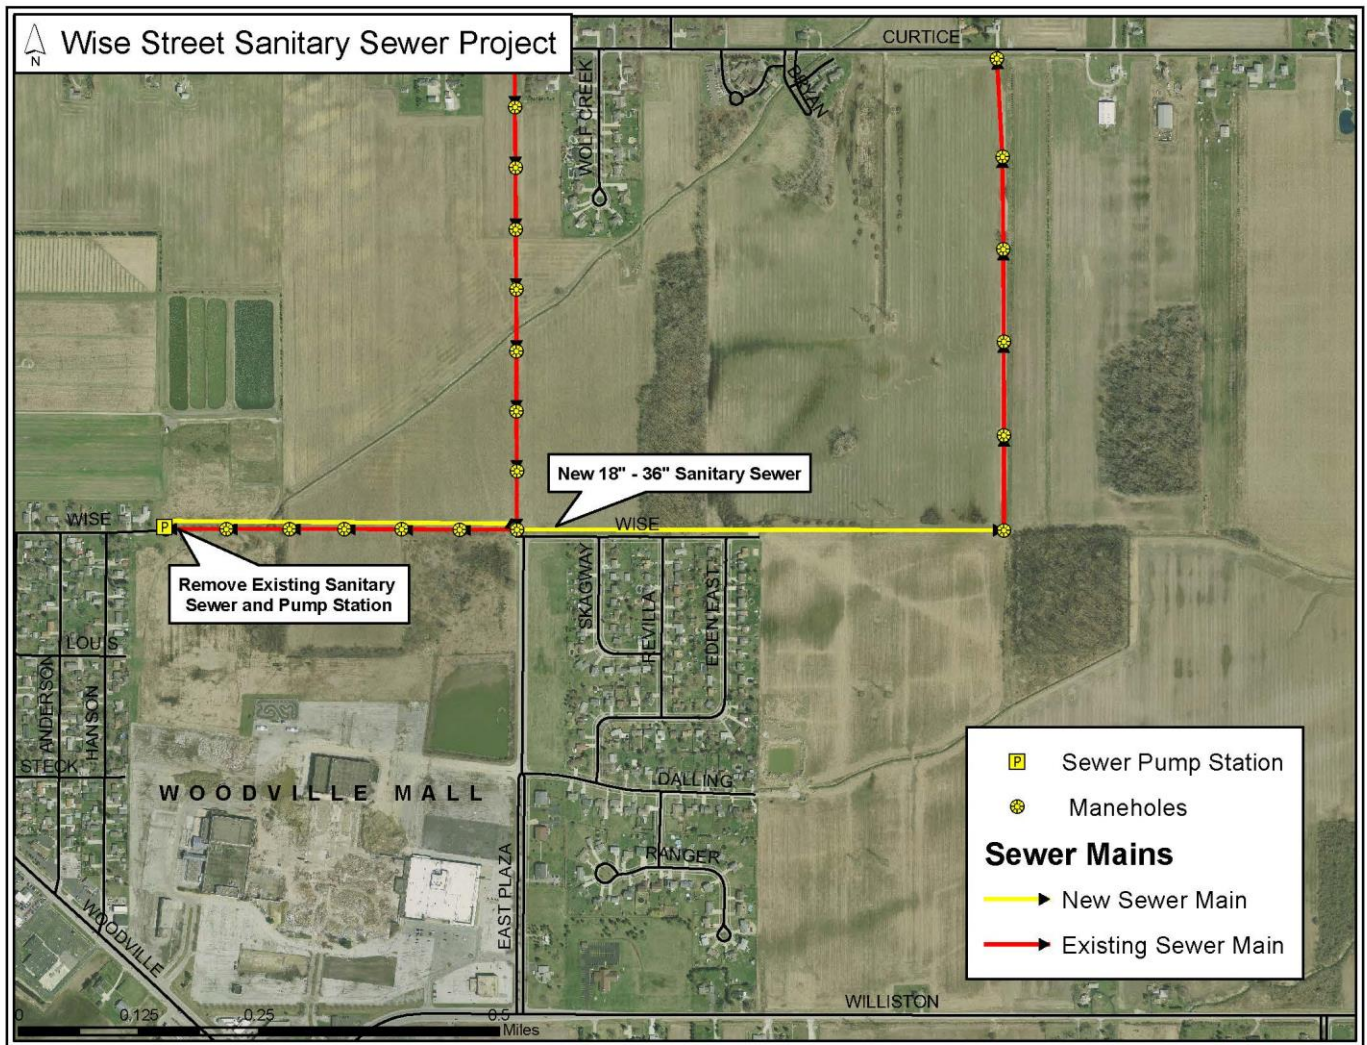 Wise Street Sanitary Sewer Project
N
CURTICE
WOLF CREEK
BRYAN
New 18" - 36" Sanitary Sewer
WISE
P
WISE
Remove Existing Sanitary
Sewer and Pump Station
SKAGWAY
REVILLA
EDEN EAST
LOUIS
ANDERSON
HANSON
STECK
WOODVILLE MALL
DALLING
RANGER
EAST PLAZA
WOODVILLE
WILLISTON
P Sewer Pump Station
Maneholes
Sewer Mains
New Sewer Main
Existing Sewer Main
0 0.125 0.25 0.5
Miles